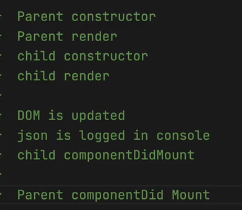 Parent constructor
Parent render
child constructor
child render
DOM is updated
json is logged in console
child componentDidMount
Parent componentDid Mount